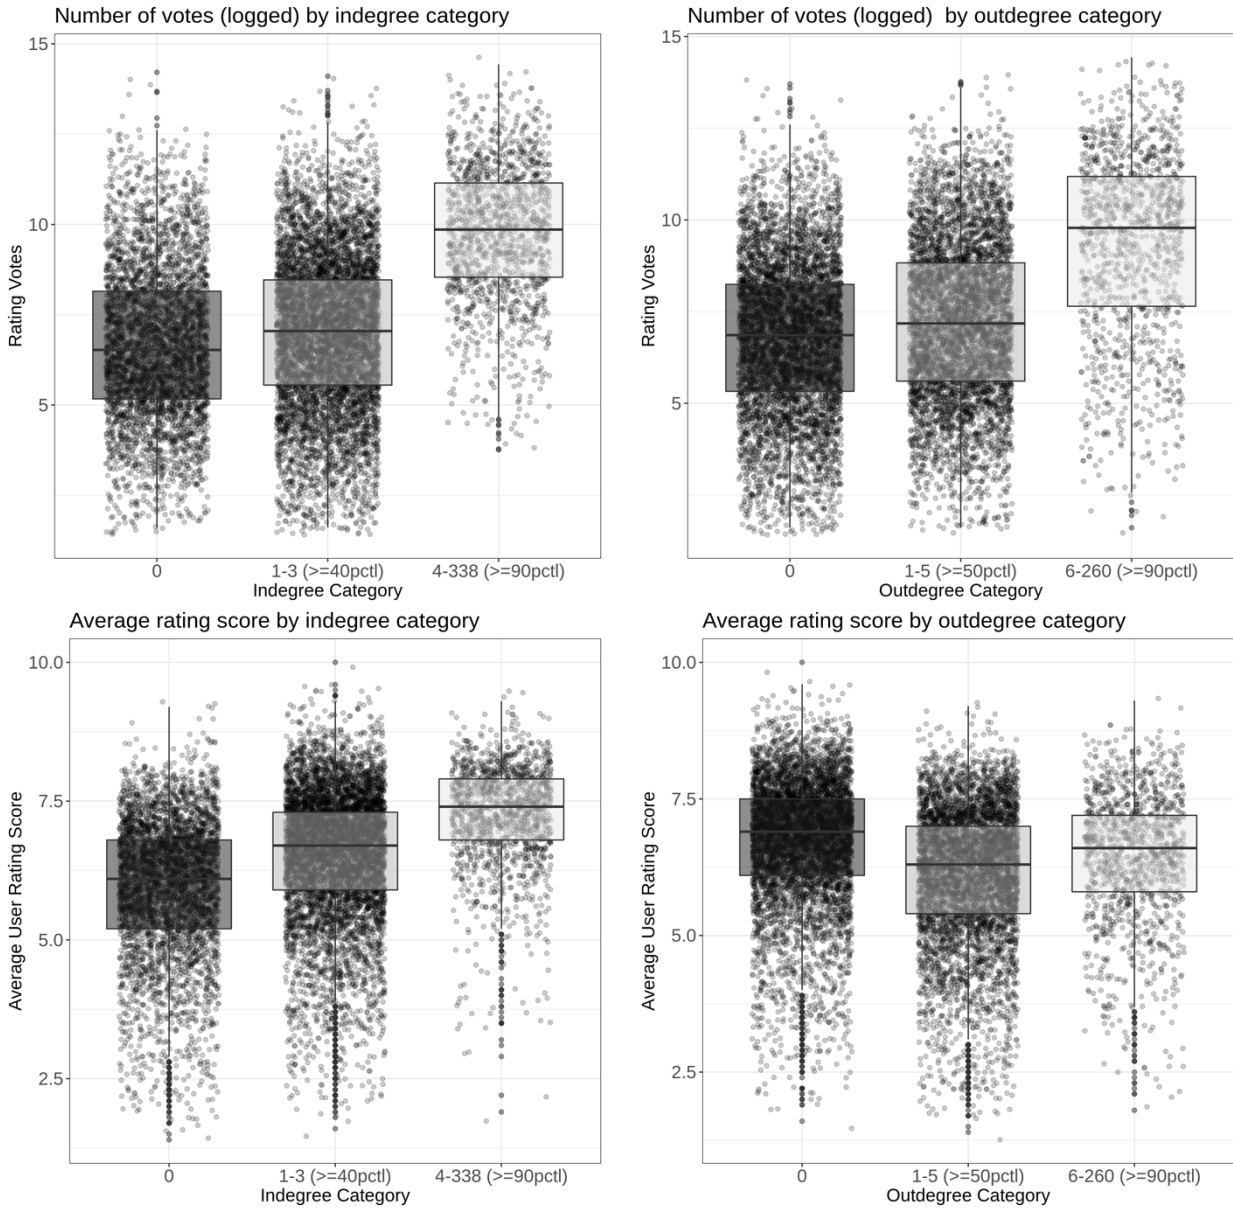 Number of votes (logged) by indegree category
15
10
5
Rating Votes
0
1-3 (>=40pctl)
4-338 (>=90pctl)
Indegree Category
Number of votes (logged)  by outdegree category
15
10
5
Rating Votes
0
1-5 (>=50pctl)
6-260 (>=90pctl)
Outdegree Category
Average rating score by indegree category
10.0
7.5
5.0
2.5
Average User Rating Score
0
1-3 (>=40pctl)
4-338 (>=90pctl)
Indegree Category
Average rating score by outdegree category
10.0
7.5
5.0
2.5
Average User Rating Score
0
1-5 (>=50pctl)
6-260 (>=90pctl)
Outdegree Category